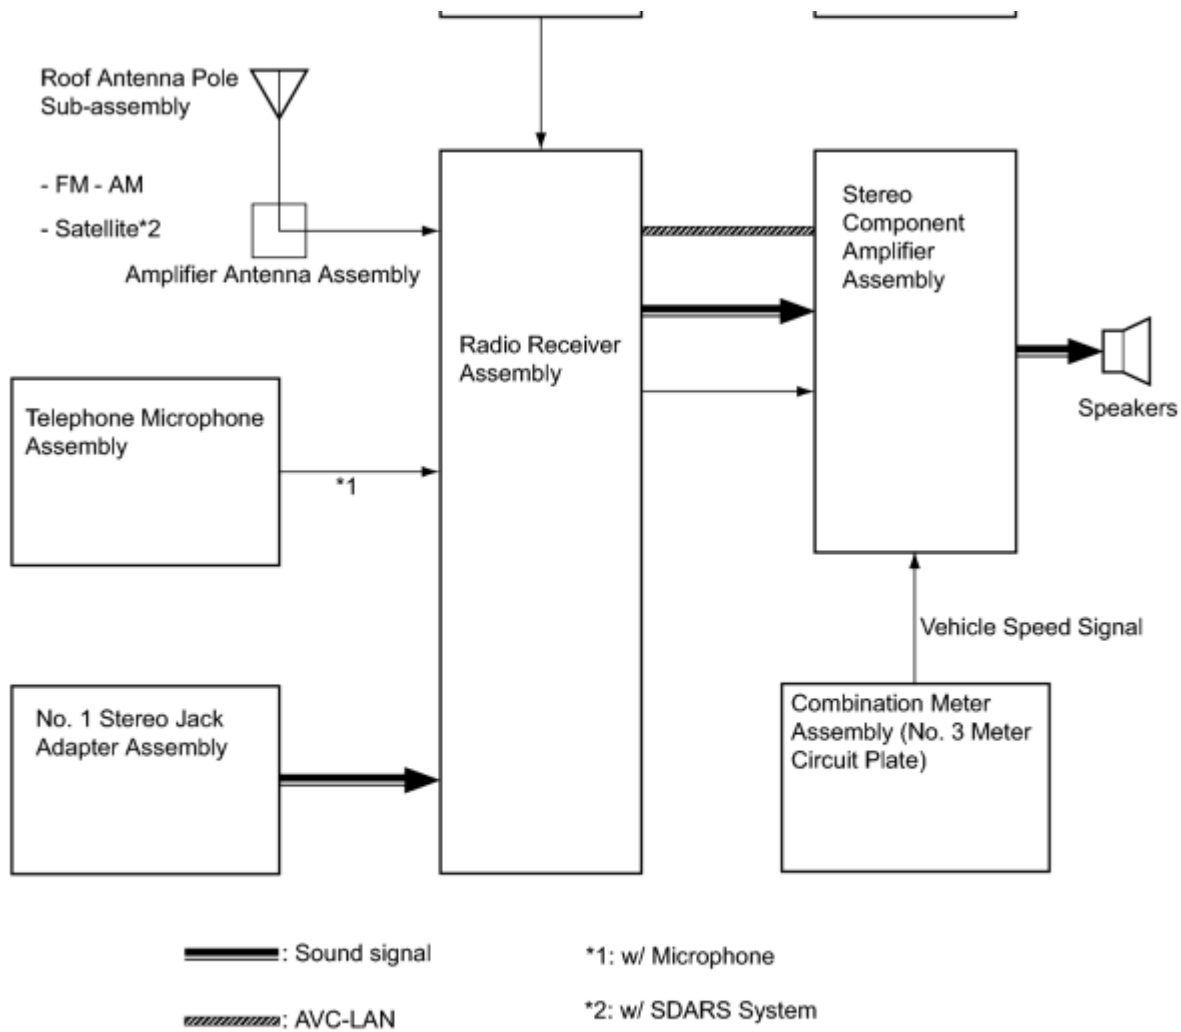 Roof Antenna Pole
Sub-assembly
- FM - AM
- Satellite*2
Amplifier Antenna Assembly
Stereo
Component
Amplifier
Assembly
Radio Receiver
Assembly
Speakers
Telephone Microphone
Assembly
*1
Vehicle Speed Signal
No. 1 Stereo Jack
Adapter Assembly
Combination Meter
Assembly (No. 3 Meter
Circuit Plate)
: Sound signal
*1: w/ Microphone
: AVC-LAN
*2: w/ SDARS System